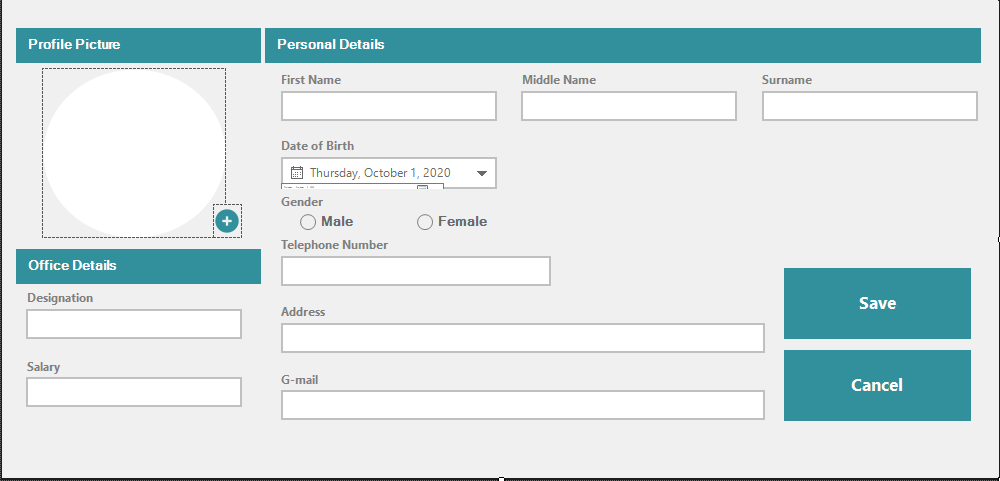 Profile Picture
Personal Details
First Name
Middle Name
Surname
Date of Birth
Thursday, October 1, 2020
Gender
Male
Female
Telephone Number
Office Details
Designation
Save
Address
Salary
G-mail
Cancel